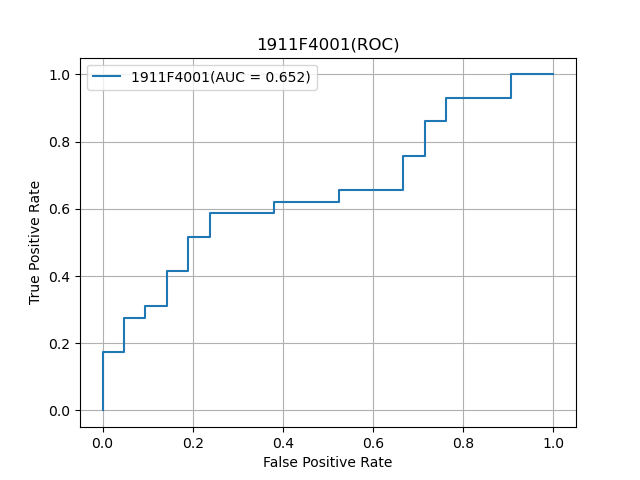 1911F4001(ROC)
1911F4001(AUC = 0.652)
1.0
0.8
0.6
0.4
0.2
0.0
True Positive Rate
0.0 0.2 0.4 0.6 0.8 1.0
False Positive Rate